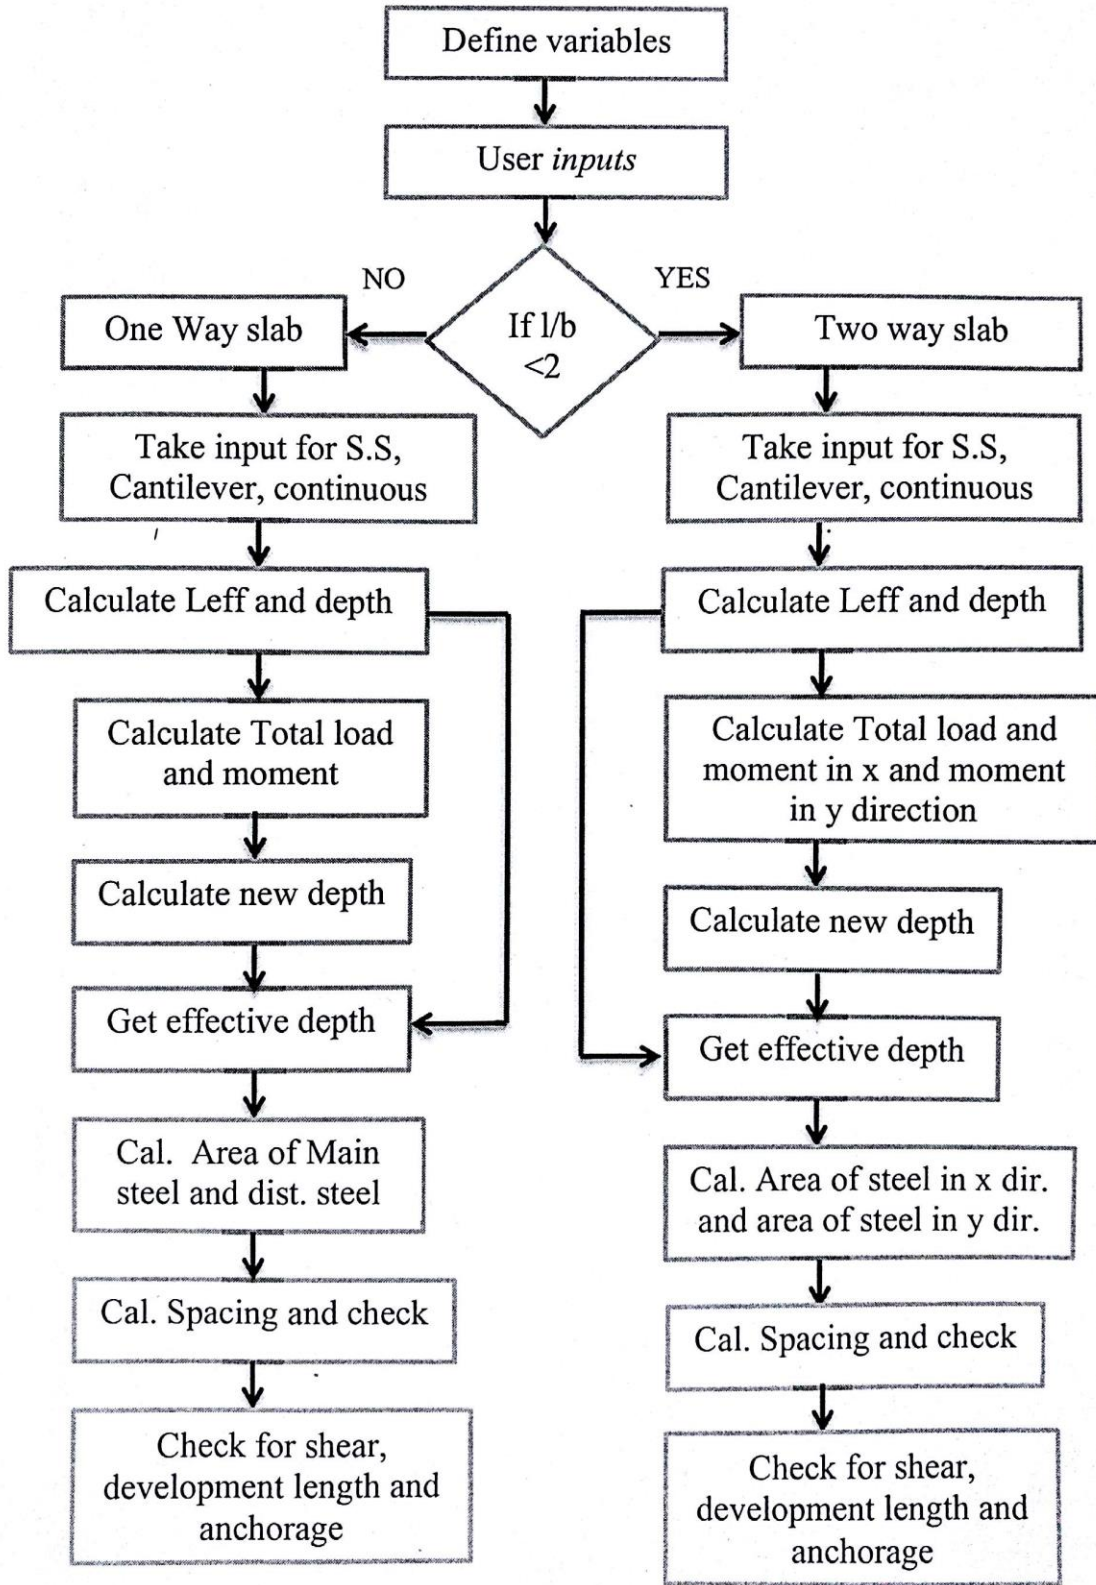 Define variables
User inputs
NO
YES
If l/b
<2
One Way slab
Two way slab
Take input for S.S,
Cantilever, continuous
Take input for S.S,
Cantilever, continuous
Calculate Leff and depth
Calculate Leff and depth
Calculate Total load
and moment
Calculate Total load and
moment in x and moment
in y direction
Calculate new depth
Calculate new depth
Get effective depth
Get effective depth
Cal. Area of Main
steel and dist. steel
Cal. Area of steel in x dir.
and area of steel in y dir.
Cal. Spacing and check
Cal. Spacing and check
Check for shear,
development length and
anchorage
Check for shear,
development length and
anchorage